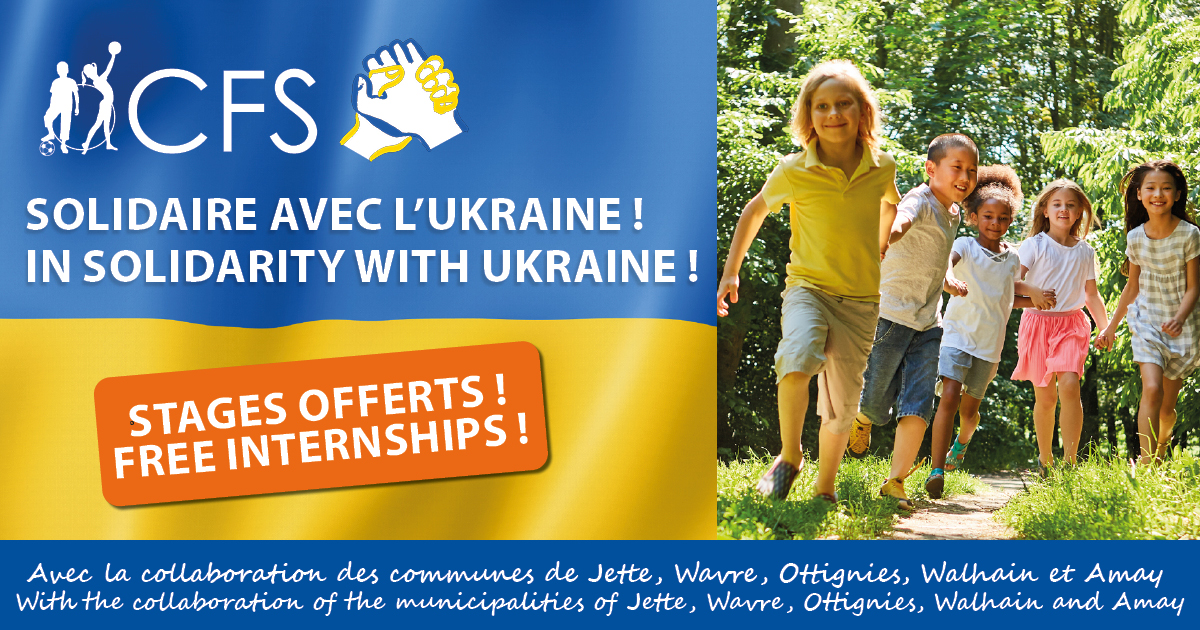 CFS
SOLIDAIRE AVEC L'UKRAINE !
IN SOLIDARITY WITH UKRAINE !
STAGES OFFERTS !
FREE INTERNSHIPS !
Avec la collaboration des communes de Jette, Wavre, Ottignies, Walhain et Amay
With the collaboration of the municipalities of Jette, Wavre, Ottignies, Walhain and Amay